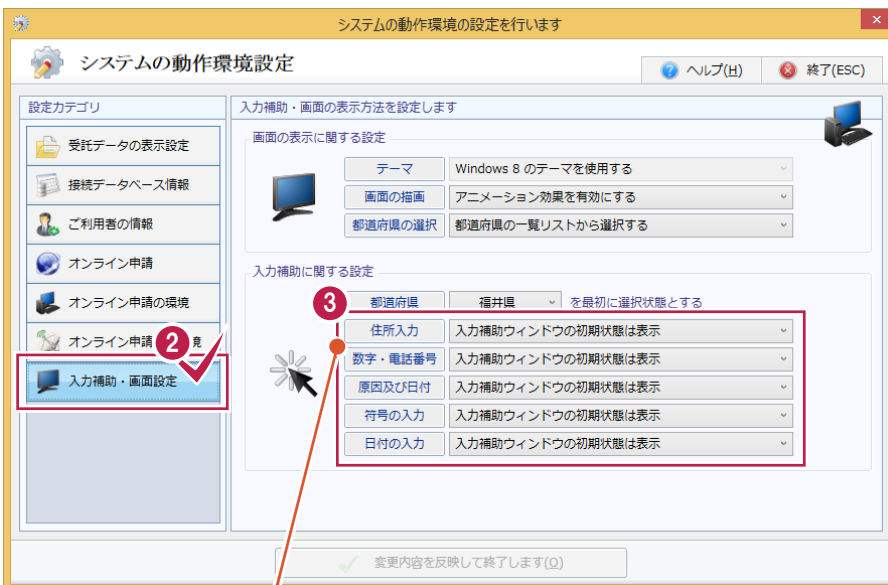 システムの動作環境の設定を行います
システムの動作環境設定
ヘルプ(H)
終了(ESC)
設定カテゴリ
受託データの表示設定
接続データベース情報
ご利用者の情報
オンライン申請
オンライン申請の環境
オンライン申請
2
境
入力補助・画面設定
入力補助・画面の表示方法を設定します
画面の表示に関する設定
テーマ Windows 8 のテーマを使用する
画面の描画 アニメーション効果を有効にする
都道府県の選択 都道府県の一覧リストから選択する
入力補助に関する設定
3
都道府県 福井県 を最初に選択状態とする
住所入力 入力補助ウィンドウの初期状態は表示
数字・電話番号 入力補助ウィンドウの初期状態は表示
原因及び日付 入力補助ウィンドウの初期状態は表示
符号の入力 入力補助ウィンドウの初期状態は表示
日付の入力 入力補助ウィンドウの初期状態は表示
変更内容を反映して終了します(O)